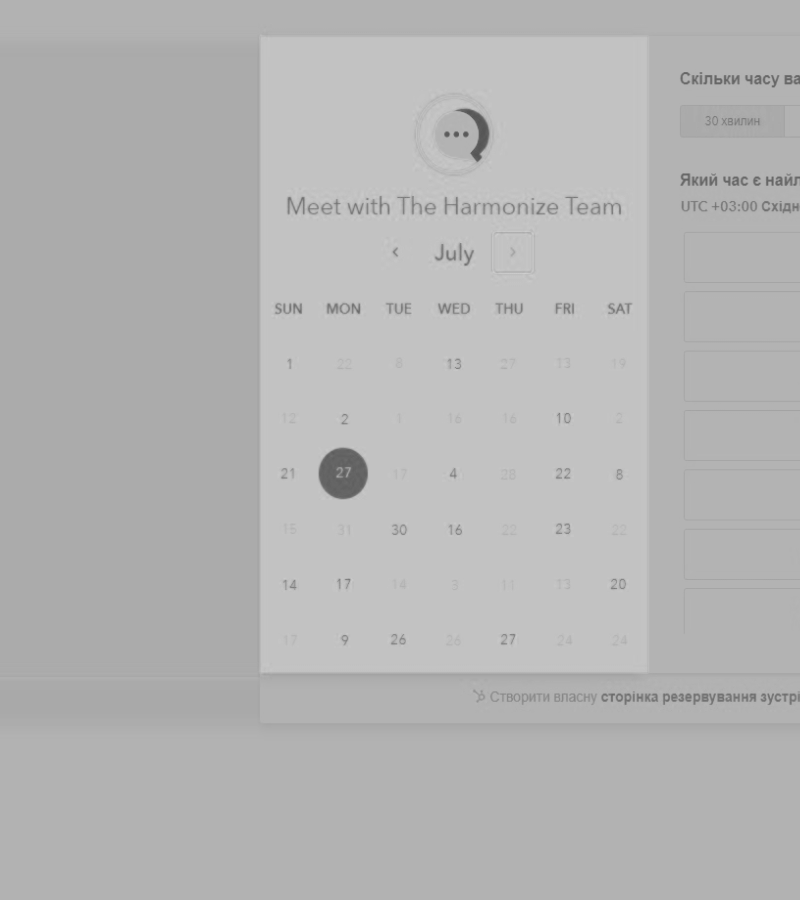 Meet with The Harmonize Team
July
SUN MON TUE WED THU FRI SAT
1 22 8 13 27 13 19
12 2 1 16 16 10 2
21 27 17 4 28 22 8
15 31 30 16 22 23 22
14 17 14 3 11 13 20
17 9 26 26 27 24 24
Скільки часу ва
30 хвилин
Який час є найл
UTC +03:00 Східн
Створити власну сторінка резервування зустрі